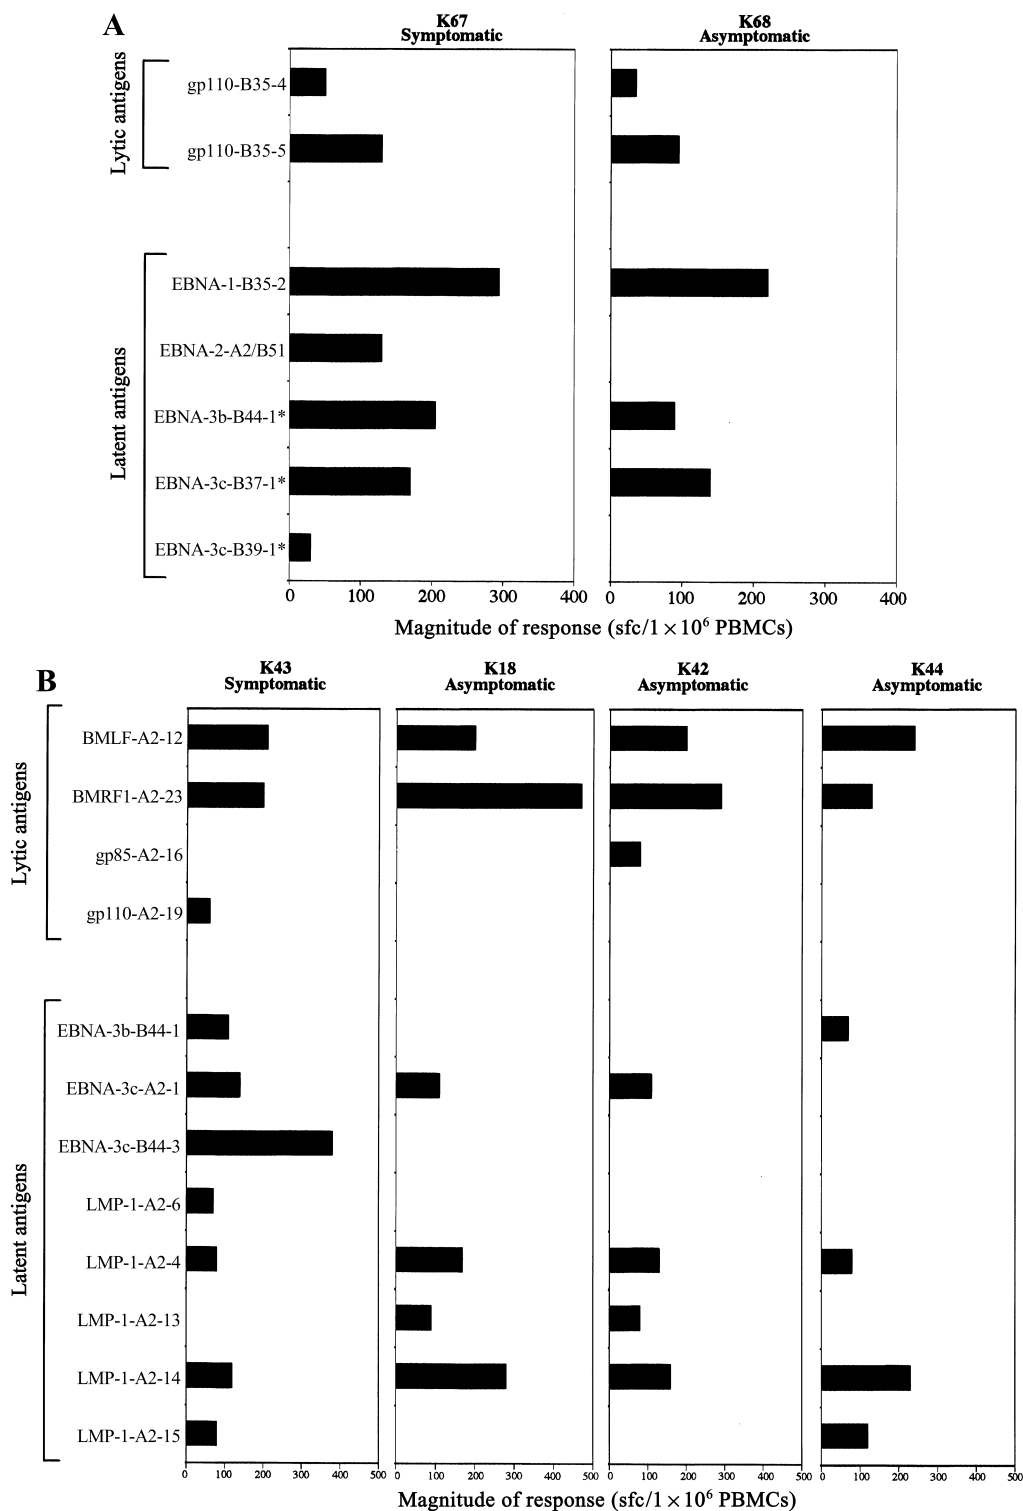 A
K67
Symptomatic
K68
Asymptomatic
Lytic antigens
gp110-B35-4
gp110-B35-5
Latent antigens
EBNA-1-B35-2
EBNA-2-A2/B51
EBNA-3b-B44-1*
EBNA-3c-B37-1*
EBNA-3c-B39-1*
0 100 200 300 400
0 100 200 300 400
Magnitude of response (sfc/1 × 10⁶ PBMCs)
B
K43
Symptomatic
K18
Asymptomatic
K42
Asymptomatic
K44
Asymptomatic
Lytic antigens
BMLF-A2-12
BMRF1-A2-23
gp85-A2-16
gp110-A2-19
Latent antigens
EBNA-3b-B44-1
EBNA-3c-A2-1
EBNA-3c-B44-3
LMP-1-A2-6
LMP-1-A2-4
LMP-1-A2-13
LMP-1-A2-14
LMP-1-A2-15
0 100 200 300 400 500
0 100 200 300 400 500
0 100 200 300 400 500
0 100 200 300 400 500
Magnitude of response (sfc/1 × 10⁶ PBMCs)